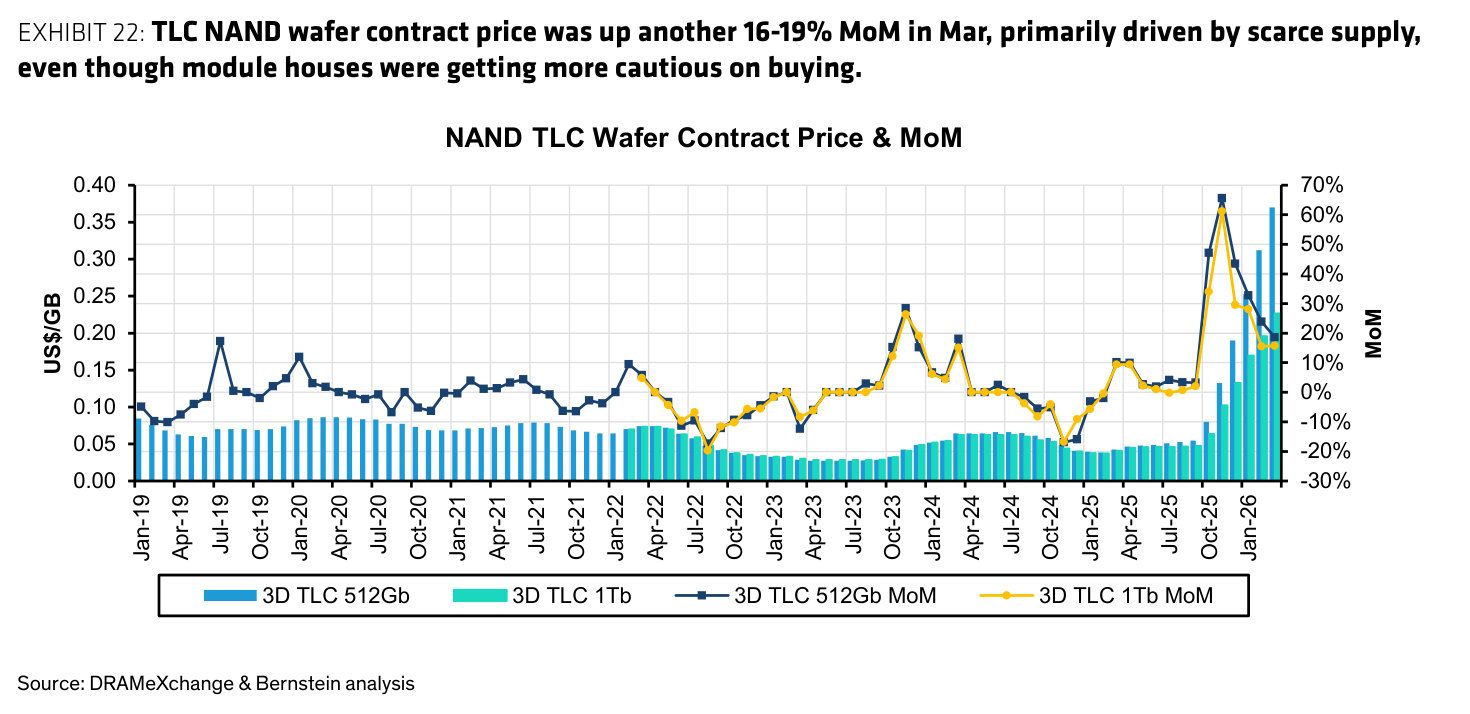 EXHIBIT 22: TLC NAND wafer contract price was up another 16-19% MoM in Mar, primarily driven by scarce supply,
even though module houses were getting more cautious on buying.
NAND TLC Wafer Contract Price & MoM
US$/GB
0.40
0.35
0.30
0.25
0.20
0.15
0.10
0.05
0.00
70%
60%
50%
40%
30%
20%
10%
0%
-10%
-20%
-30%
MoM
Jan-19
Apr-19
Jul-19
Oct-19
Jan-20
Apr-20
Jul-20
Oct-20
Jan-21
Apr-21
Jul-21
Oct-21
Jan-22
Apr-22
Jul-22
Oct-22
Jan-23
Apr-23
Jul-23
Oct-23
Jan-24
Apr-24
Jul-24
Oct-24
Jan-25
Apr-25
Jul-25
Oct-25
Jan-26
3D TLC 512Gb
3D TLC 1Tb
3D TLC 512Gb MoM
3D TLC 1Tb MoM
Source: DRAMeXchange & Bernstein analysis